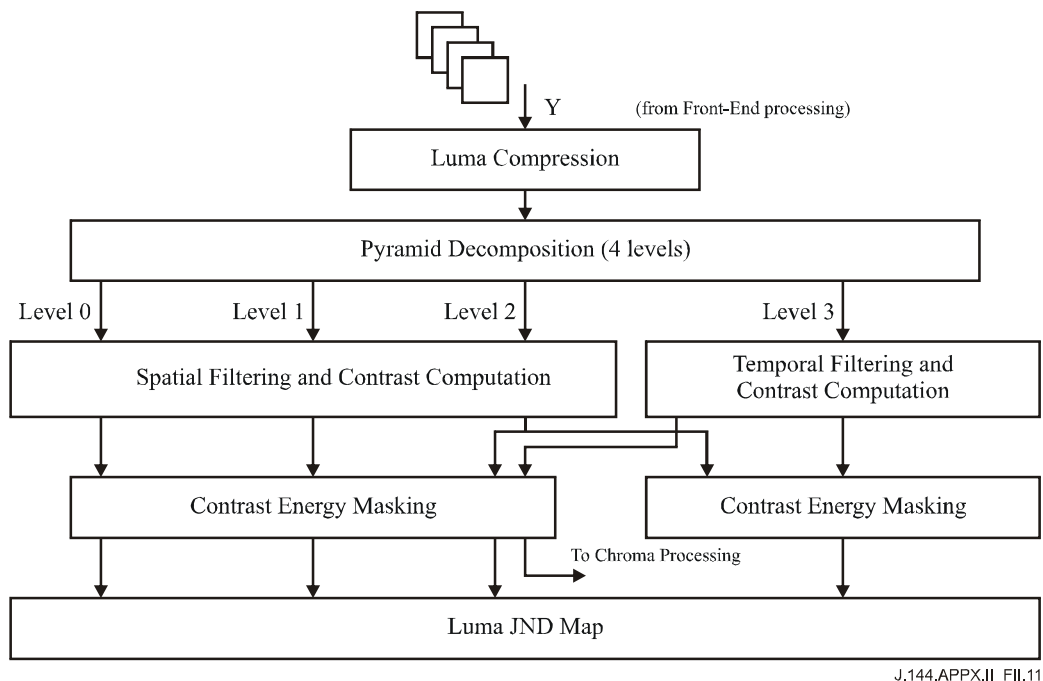 Y
(from Front-End processing)
Luma Compression
Pyramid Decomposition (4 levels)
Level 0
Level 1
Level 2
Level 3
Spatial Filtering and Contrast Computation
Temporal Filtering and
Contrast Computation
Contrast Energy Masking
Contrast Energy Masking
To Chroma Processing
Luma JND Map
J.144.APPX.II_FII.11